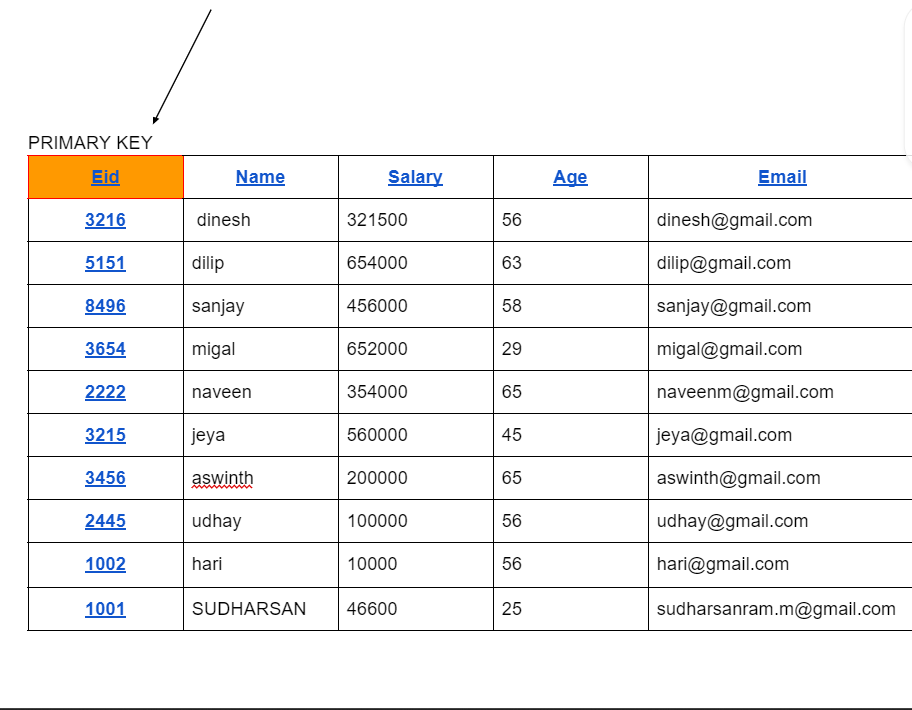 PRIMARY KEY
Eid Name Salary Age Email
3216 dinesh 321500 56 dinesh@gmail.com
5151 dilip 654000 63 dilip@gmail.com
8496 sanjay 456000 58 sanjay@gmail.com
3654 migal 652000 29 migal@gmail.com
2222 naveen 354000 65 naveenm@gmail.com
3215 jeya 560000 45 jeya@gmail.com
3456 aswinth 200000 65 aswinth@gmail.com
2445 udhay 100000 56 udhay@gmail.com
1002 hari 10000 56 hari@gmail.com
1001 SUDHARSAN 46600 25 sudharsanram.m@gmail.com